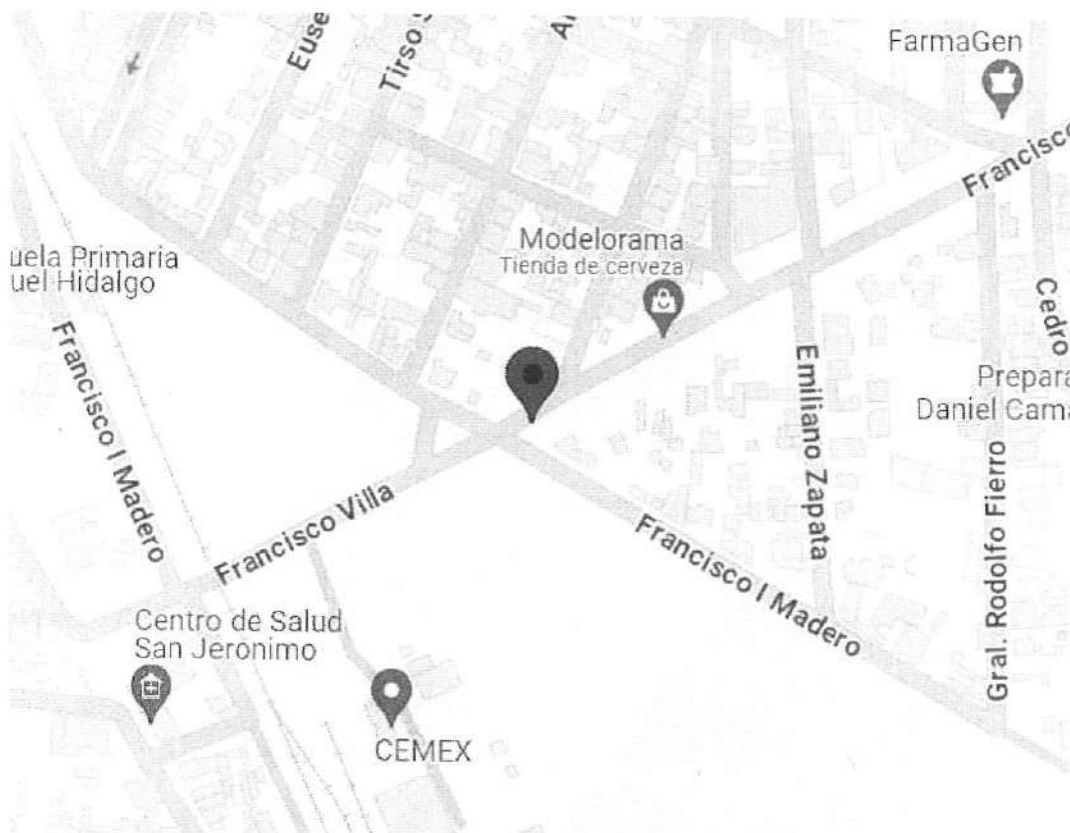 Euse
Tirso S
FarmaGen
Francisco
Modelorama
Tienda de cerveza
uela Primaria
uel Hidalgo
Cedro
Francisco I Madero
Emiliano Zapata
Prepara
Daniel Cama
Francisco Villa
Francisco I Madero
Gral. Rodolfo Fierro
Centro de Salud
San Jeronimo
CEMEX